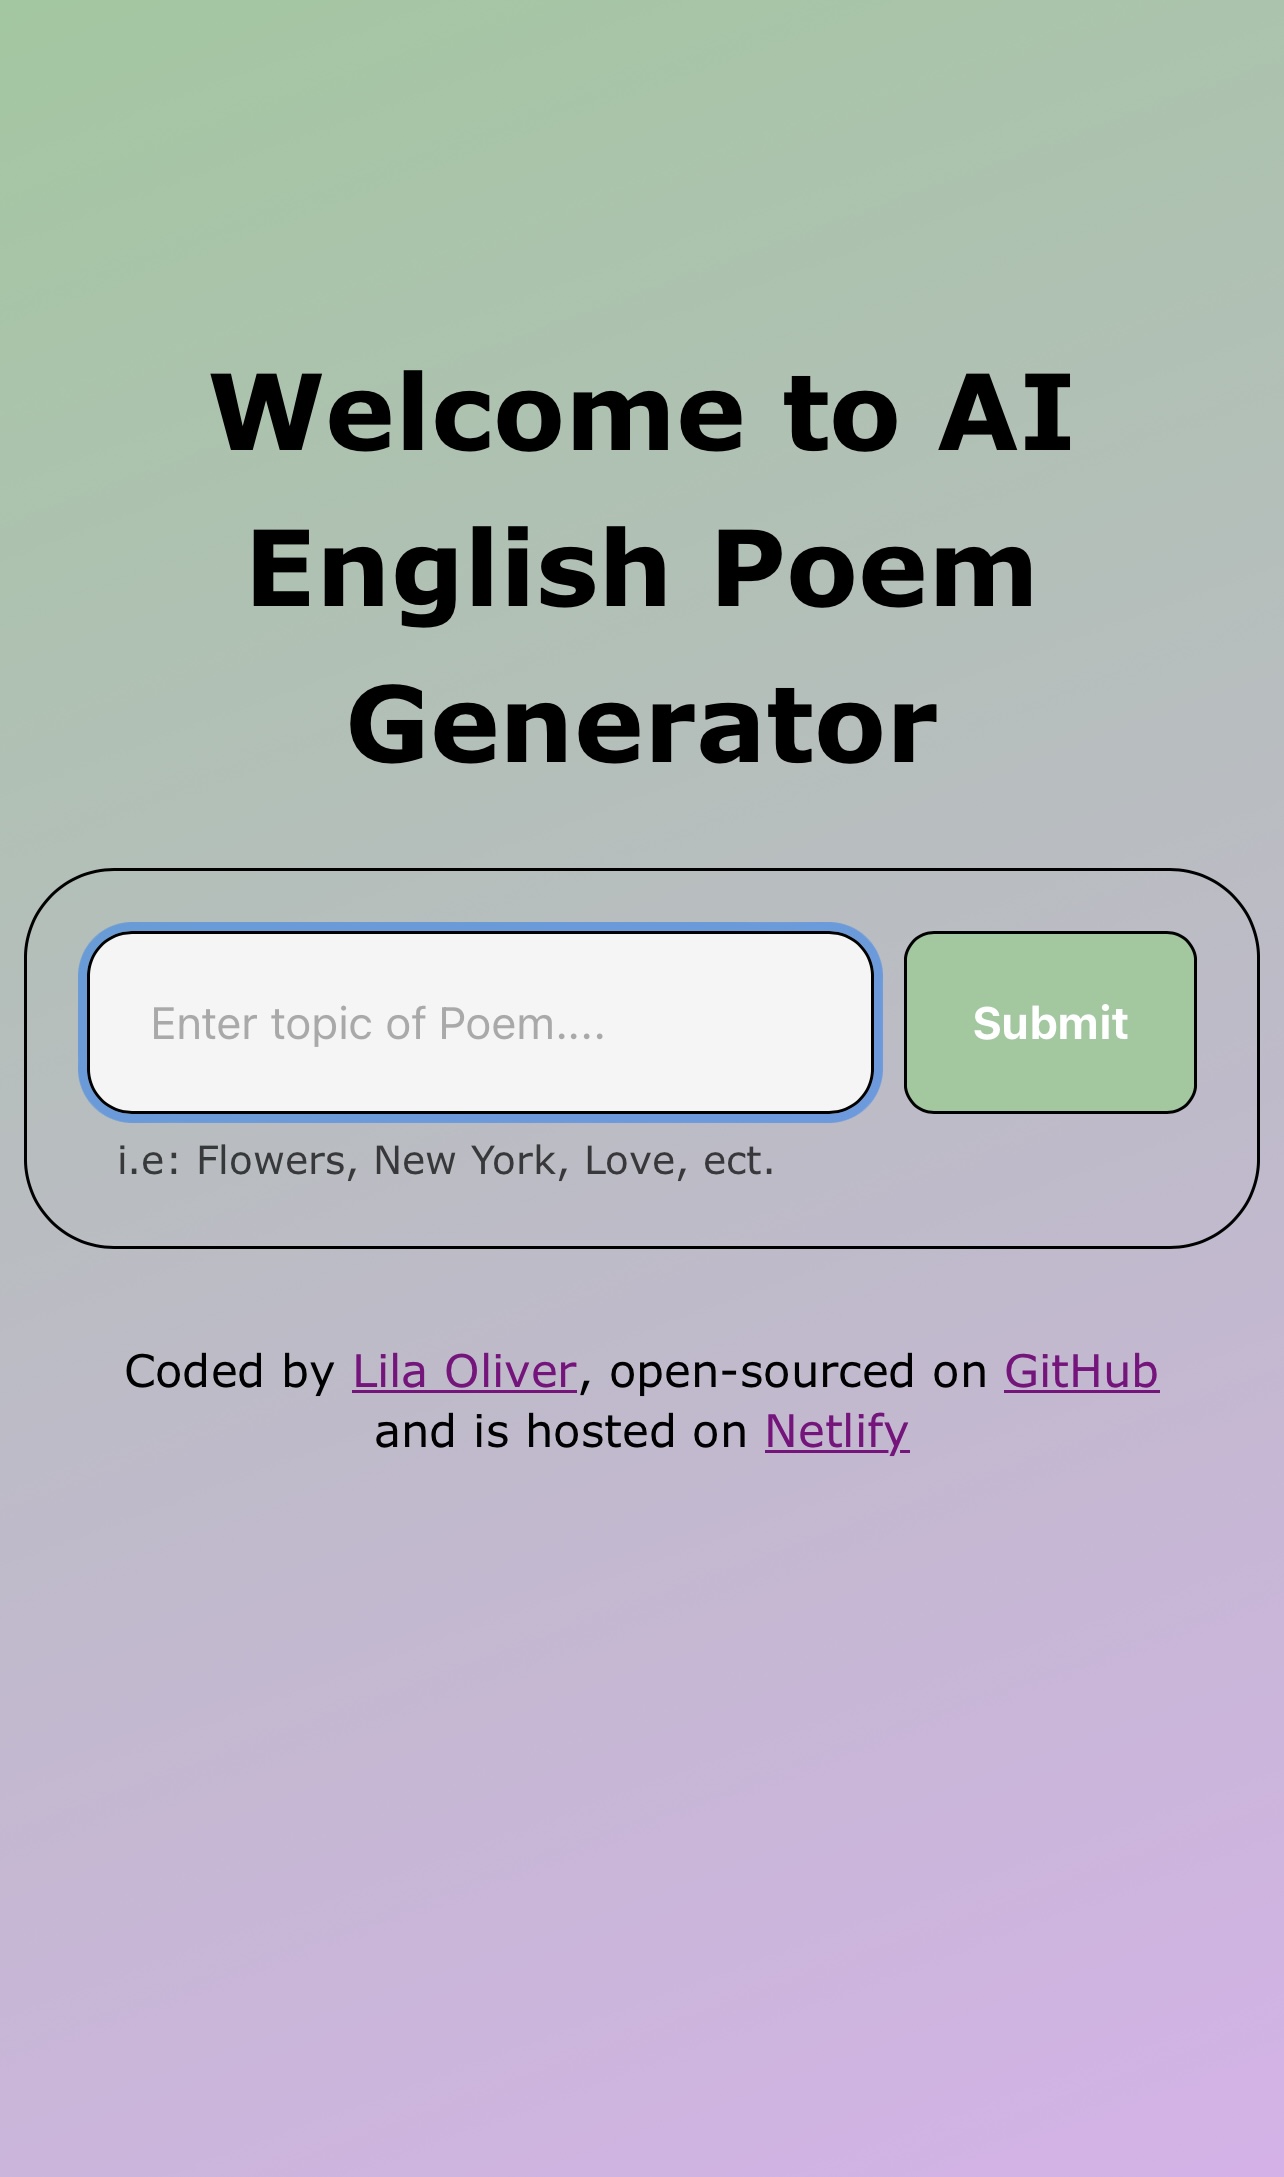 Welcome to AI
English Poem
Generator
Enter topic of Poem....
Submit
i.e: Flowers, New York, Love, ect.
Coded by Lila Oliver, open-sourced on GitHub
and is hosted on Netlify